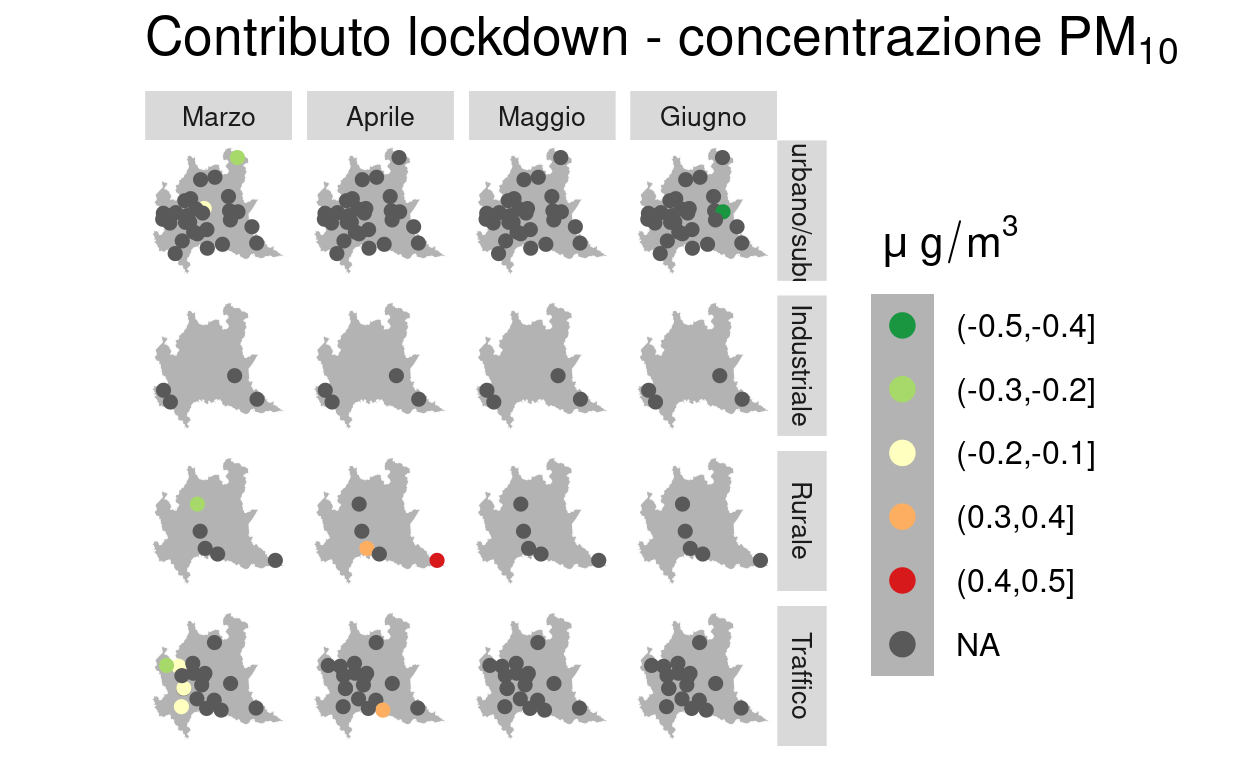 Contributo lockdown - concentrazione PM10
Marzo Aprile Maggio Giugno
urbano/subu
Industriale
Rurale
Traffico
μ g/m³
(-0.5,-0.4]
(-0.3,-0.2]
(-0.2,-0.1]
(0.3,0.4]
(0.4,0.5]
NA